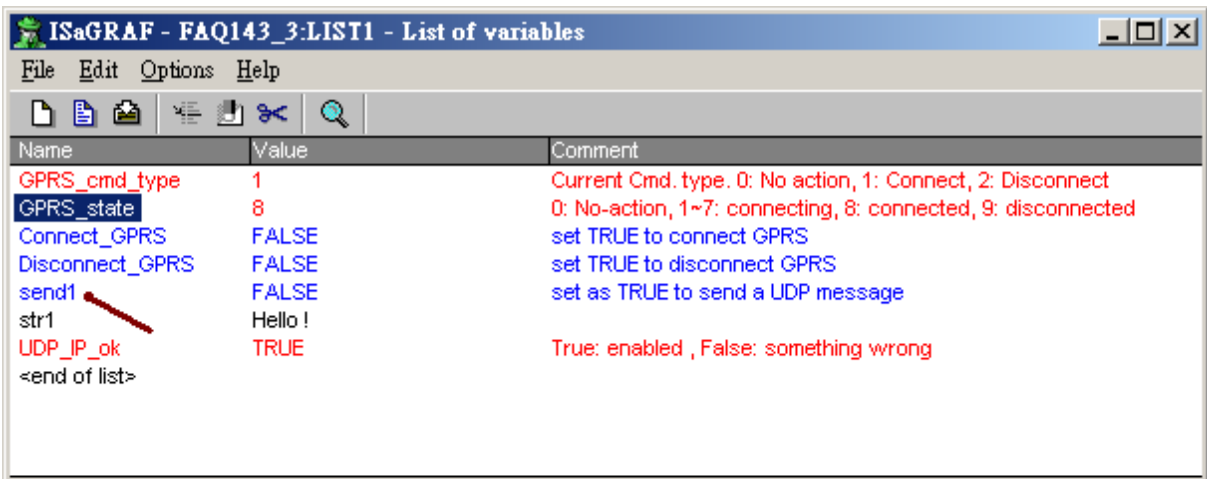 ISaGRAF - FAQ143_3:LIST1 - List of variables
File Edit Options Help
Name Value Comment
GPRS_cmd_type 1 Current Cmd. type. 0: No action, 1: Connect, 2: Disconnect
GPRS_state 8 0: No-action, 1~7: connecting, 8: connected, 9: disconnected
Connect_GPRS FALSE set TRUE to connect GPRS
Disconnect_GPRS FALSE set TRUE to disconnect GPRS
send1 FALSE set as TRUE to send a UDP message
str1 Hello !
UDP_IP_ok TRUE True: enabled , False: something wrong
<end of list>